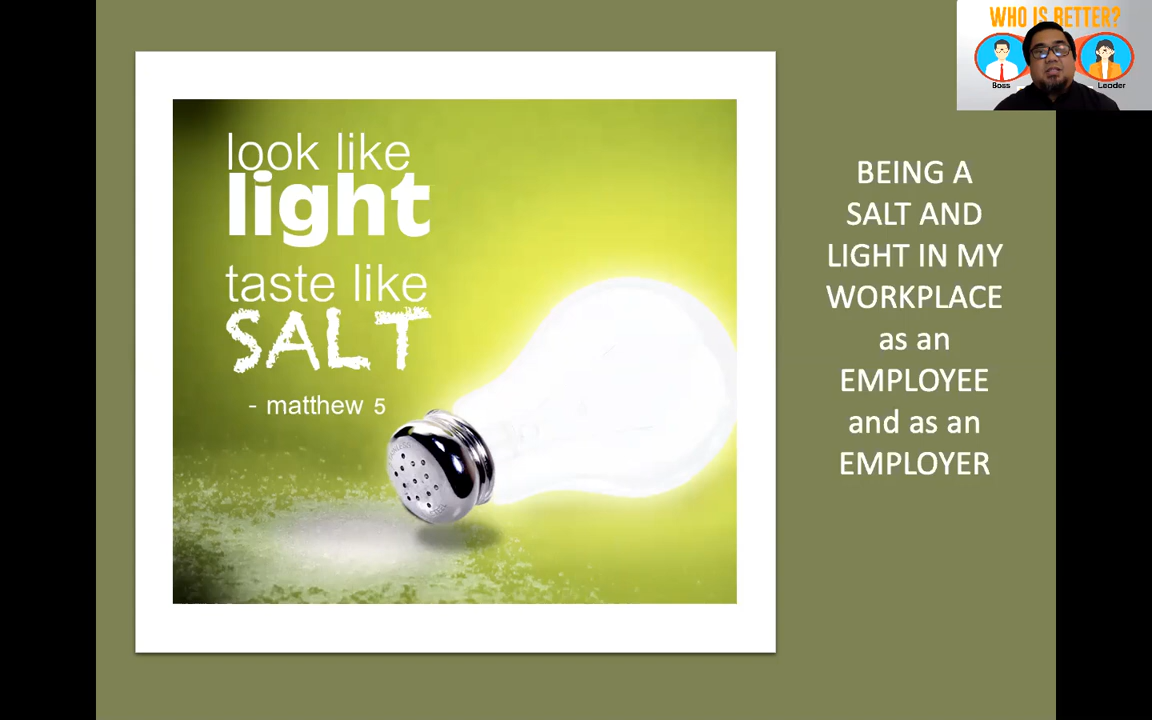 WHO IS BETTER?
Boss
Leader
look like
light
taste like
SALT
- matthew 5
BEING A
SALT AND
LIGHT IN MY
WORKPLACE
as an
EMPLOYEE
and as an
EMPLOYER